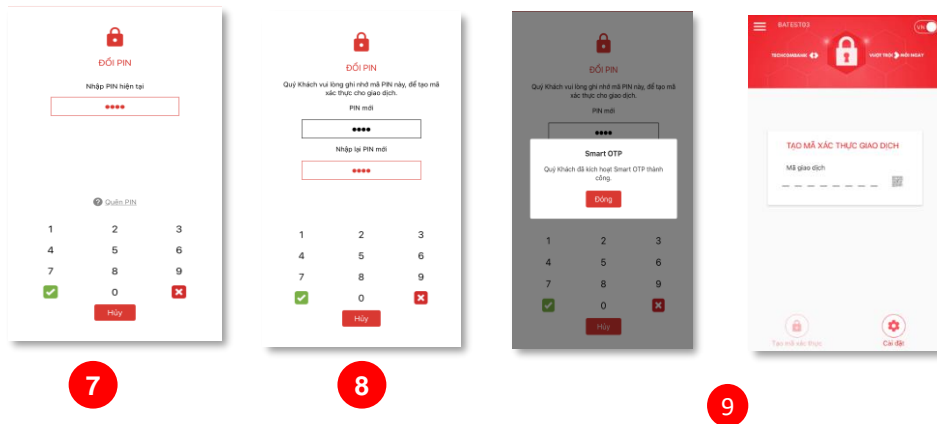 ĐỔI PIN
Nhập PIN hiện tại
••••
Quên PIN
1 2 3
4 5 6
7 8 9
0
Hủy
7
ĐỔI PIN
Quý Khách vui lòng ghi nhớ mã PIN này, để tạo mã
xác thực cho giao dịch.
PIN mới
••••
Nhập lại PIN mới
••••
1 2 3
4 5 6
7 8 9
0
Hủy
8
ĐỔI PIN
Quý Khách vui lòng ghi nhớ mã PIN này, để tạo mã
xác thực cho giao dịch.
PIN mới
••••
Smart OTP
Quý Khách đã kích hoạt Smart OTP thành
công.
Đóng
1 2 3
4 5 6
7 8 9
0
Hủy
BATEST03
VN
TECHCOMBANK
VƯỢT TRỘI MỖI NGÀY
TẠO MÃ XÁC THỰC GIAO DỊCH
Mã giao dịch
_ _ _ _ _ _ _ _
Tạo mã xác thực
Cài đặt
9